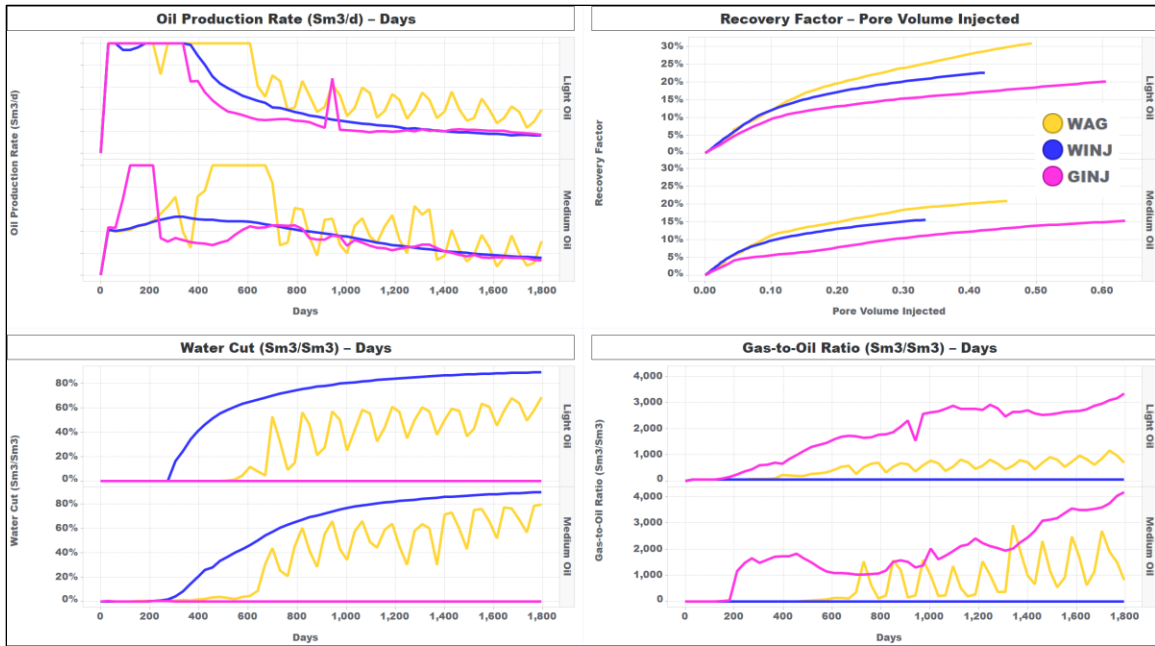 Oil Production Rate (Sm3/d) – Days
Oil Production Rate (Sm3/d)
Light Oil
Medium Oil
0 200 400 600 800 1,000 1,200 1,400 1,600 1,800
Days
Recovery Factor – Pore Volume Injected
Recovery Factor
30%
25%
20%
15%
10%
5%
0%
Light Oil
WAG
WINJ
GINJ
30%
25%
20%
15%
10%
5%
0%
Medium Oil
0.00 0.10 0.20 0.30 0.40 0.50 0.60
Pore Volume Injected
Water Cut (Sm3/Sm3) – Days
Water Cut (Sm3/Sm3)
80%
60%
40%
20%
0%
Light Oil
80%
60%
40%
20%
0%
Medium Oil
0 200 400 600 800 1,000 1,200 1,400 1,600 1,800
Days
Gas-to-Oil Ratio (Sm3/Sm3) – Days
Gas-to-Oil Ratio (Sm3/Sm3)
4,000
3,000
2,000
1,000
0
Light Oil
4,000
3,000
2,000
1,000
0
Medium Oil
0 200 400 600 800 1,000 1,200 1,400 1,600 1,800
Days